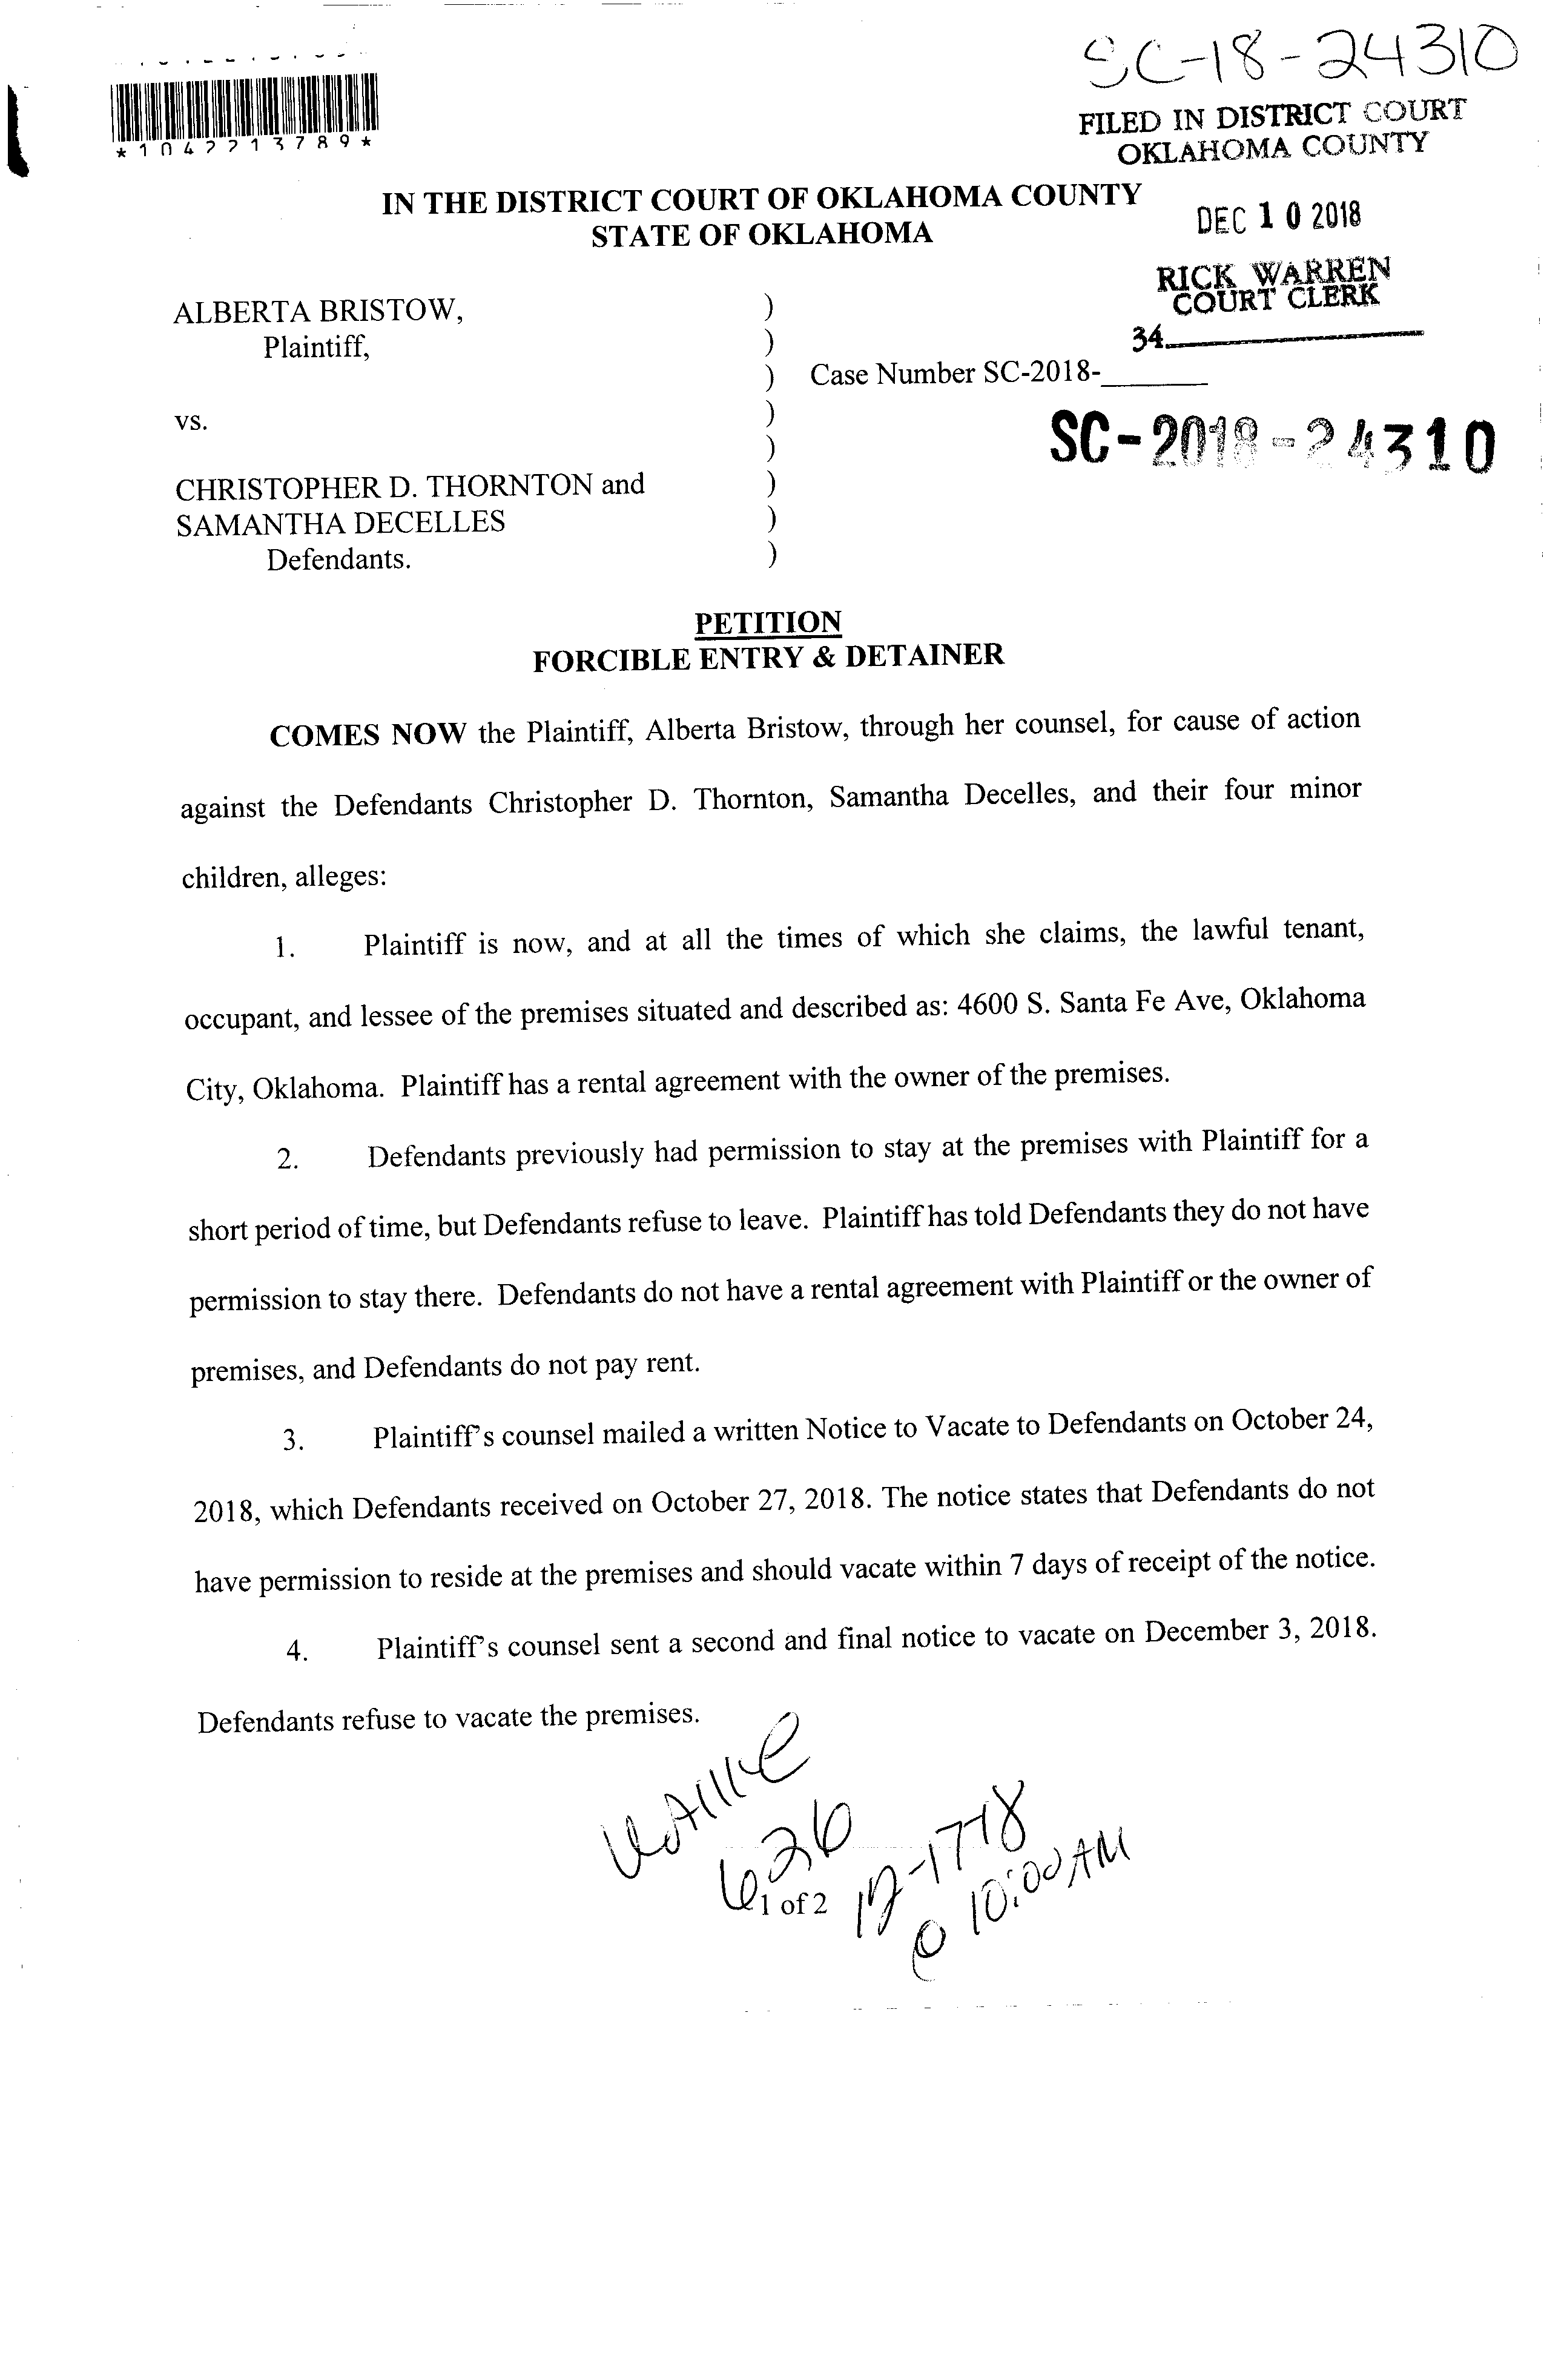 SC-18-24310
*1042213789*
FILED IN DISTRICT COURT
OKLAHOMA COUNTY
IN THE DISTRICT COURT OF OKLAHOMA COUNTY
STATE OF OKLAHOMA
DEC 10 2018
RICK WARREN
COURT CLERK
34
ALBERTA BRISTOW,
Plaintiff,
vs.
CHRISTOPHER D. THORNTON and
SAMANTHA DECELLES
Defendants.
)
)
)
)
)
)
)
)
Case Number SC-2018-_______
SC-2018-24310
PETITION
FORCIBLE ENTRY & DETAINER
COMES NOW the Plaintiff, Alberta Bristow, through her counsel, for cause of action
against the Defendants Christopher D. Thornton, Samantha Decelles, and their four minor
children, alleges:
1. Plaintiff is now, and at all the times of which she claims, the lawful tenant,
occupant, and lessee of the premises situated and described as: 4600 S. Santa Fe Ave, Oklahoma
City, Oklahoma. Plaintiff has a rental agreement with the owner of the premises.
2. Defendants previously had permission to stay at the premises with Plaintiff for a
short period of time, but Defendants refuse to leave. Plaintiff has told Defendants they do not have
permission to stay there. Defendants do not have a rental agreement with Plaintiff or the owner of
premises, and Defendants do not pay rent.
3. Plaintiff's counsel mailed a written Notice to Vacate to Defendants on October 24,
2018, which Defendants received on October 27, 2018. The notice states that Defendants do not
have permission to reside at the premises and should vacate within 7 days of receipt of the notice.
4. Plaintiff's counsel sent a second and final notice to vacate on December 3, 2018.
Defendants refuse to vacate the premises.
626
12-17-18
@ 10:00 AM
1 of 2